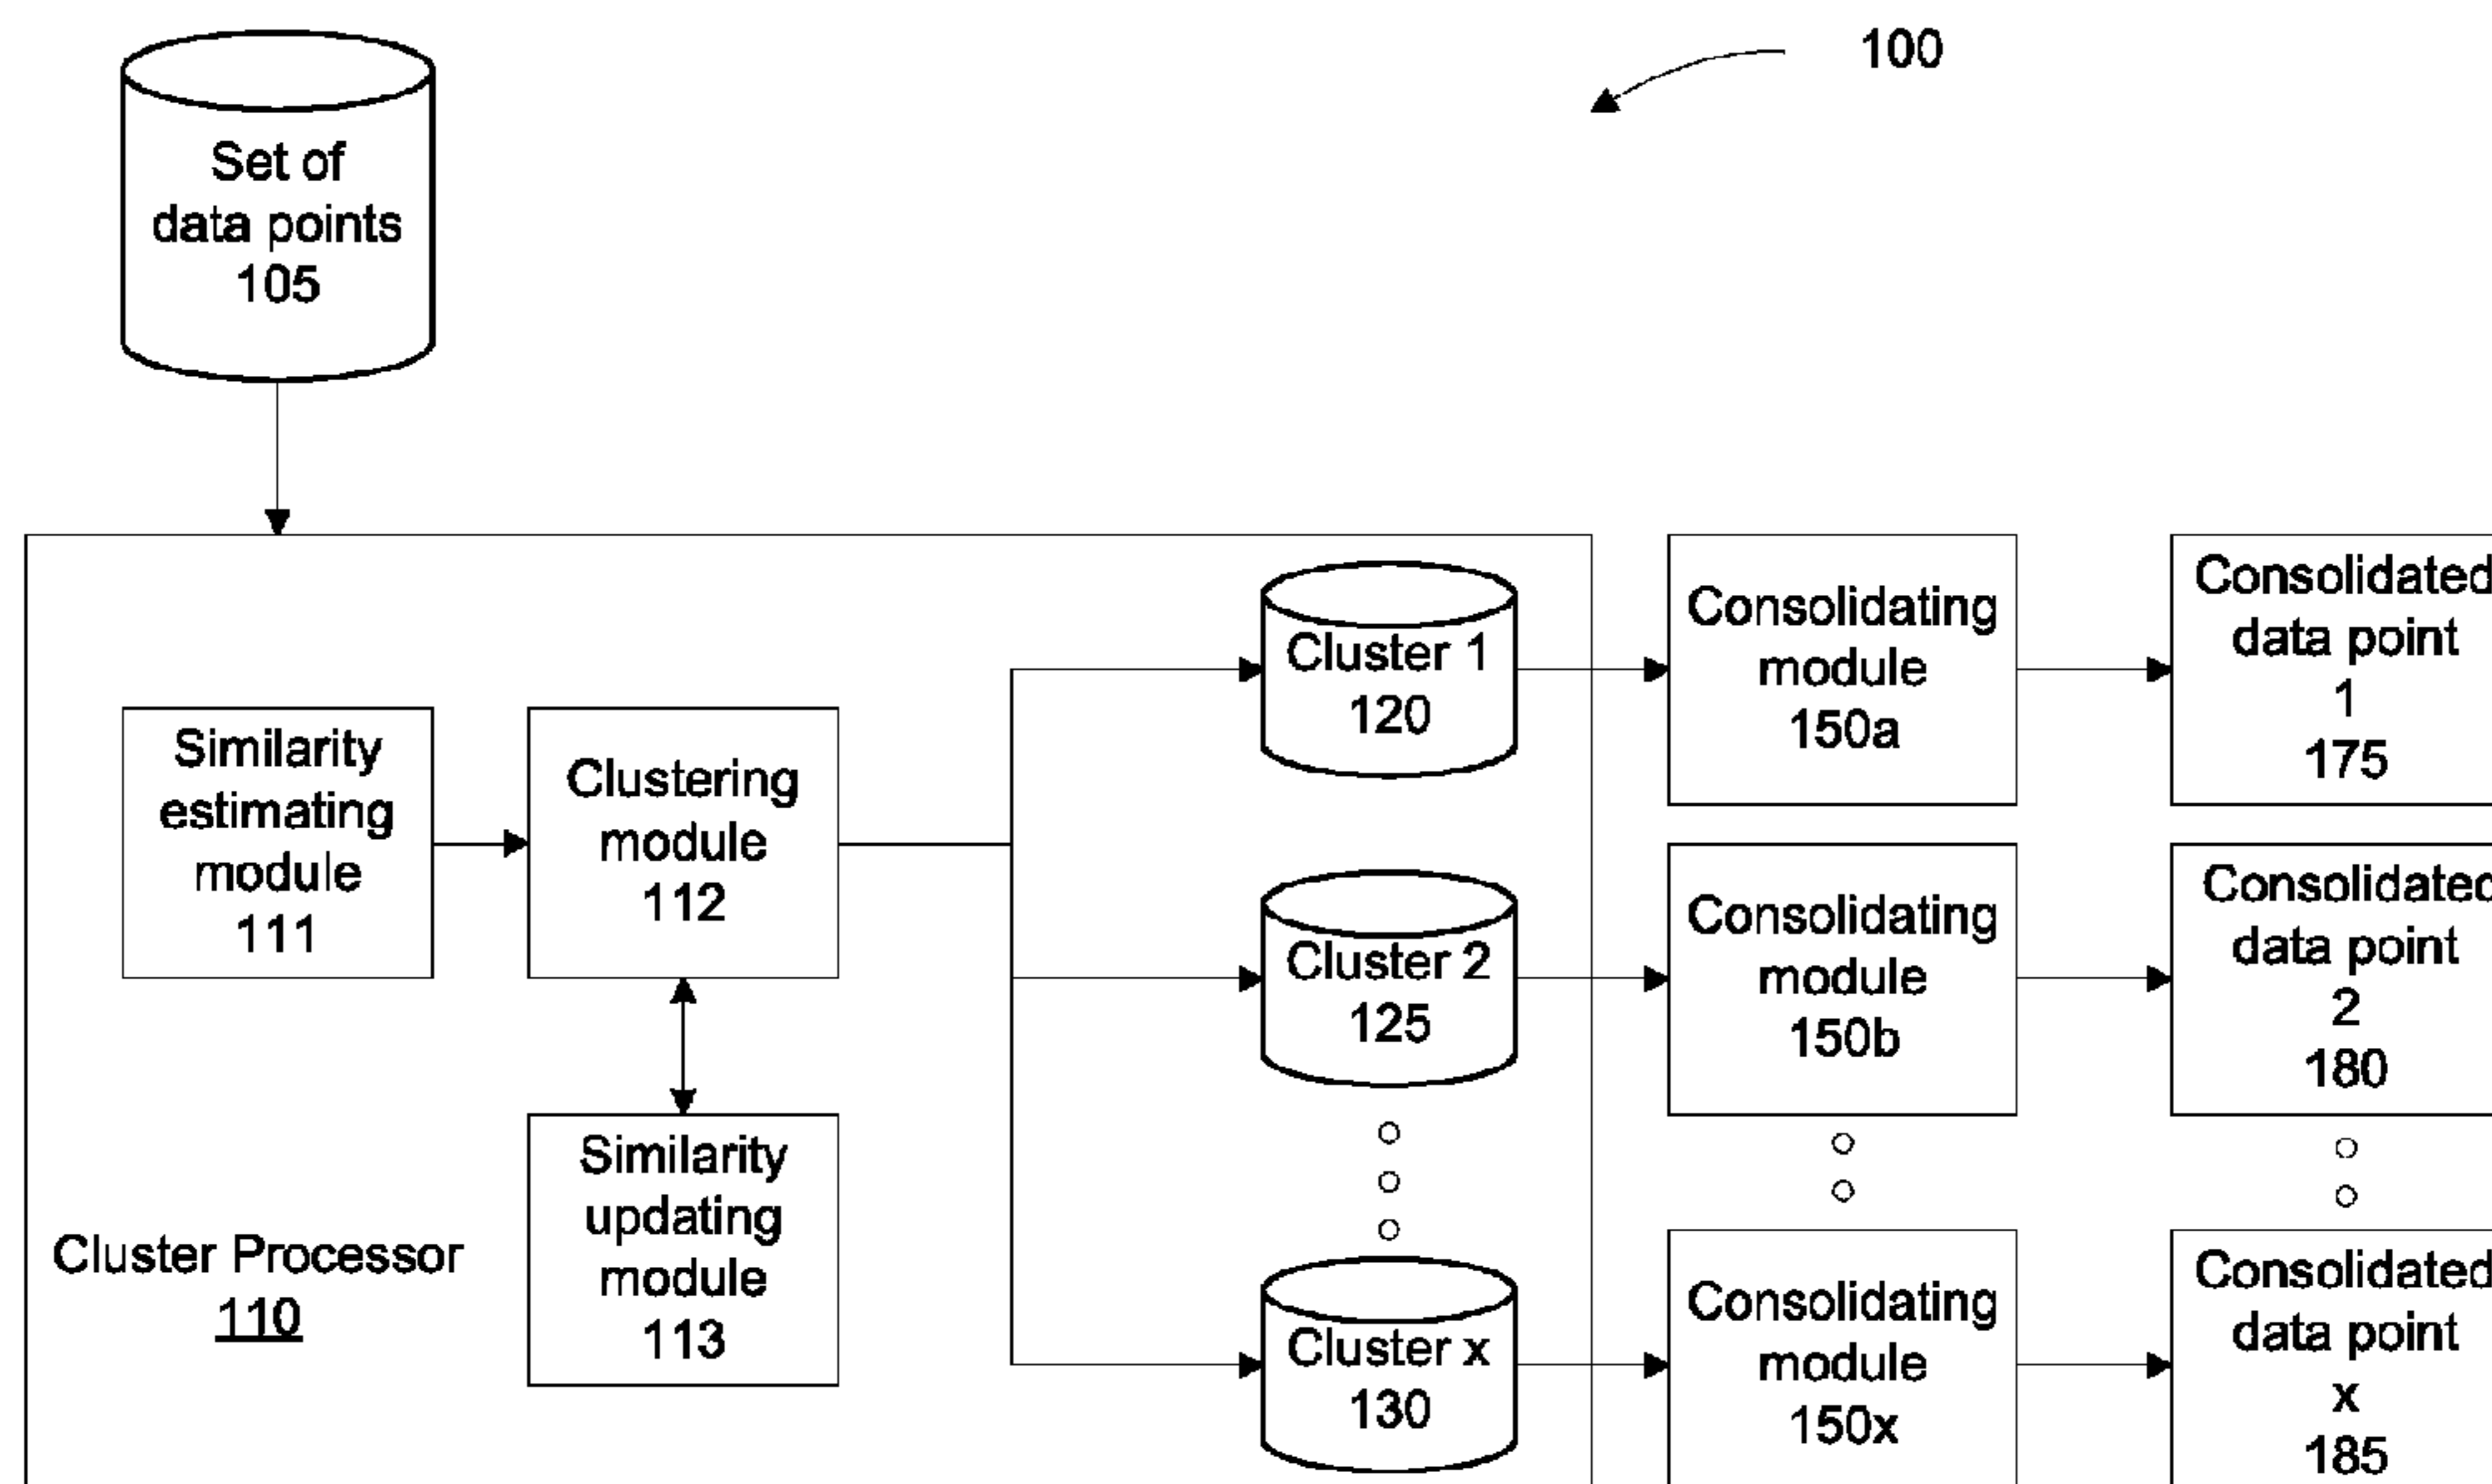 100
Set of
data points
105
Cluster Processor
110
Similarity
estimating
module
111
Clustering
module
112
Similarity
updating
module
113
Cluster 1
120
Cluster 2
125
Cluster x
130
Consolidating
module
150a
Consolidating
module
150b
Consolidating
module
150x
Consolidated
data point
1
175
Consolidated
data point
2
180
Consolidated
data point
x
185